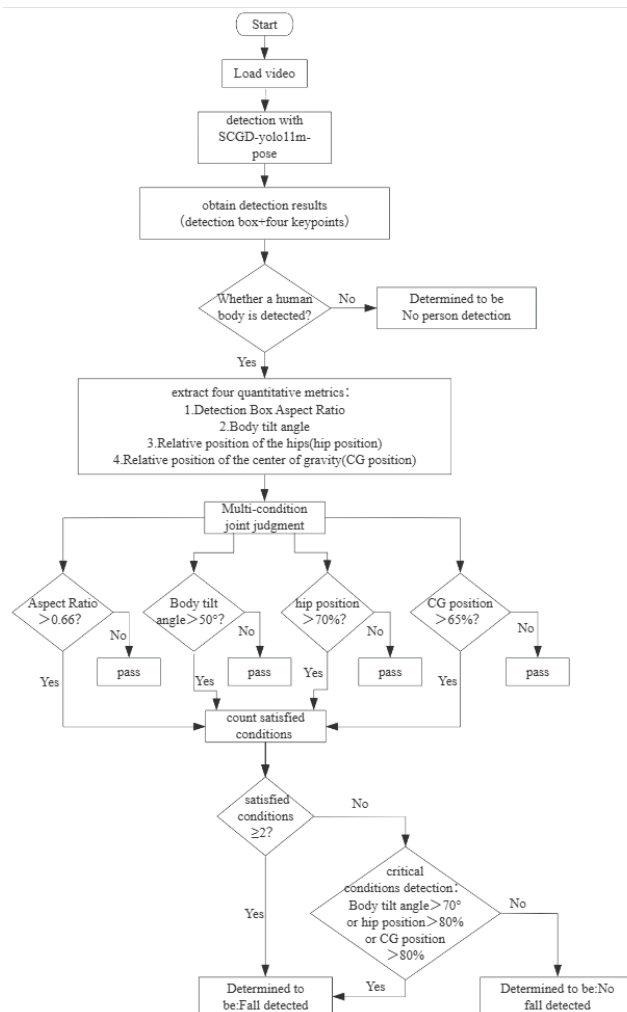 Start
Load video
detection with
SCGD-yolo11m-
pose
obtain detection results
(detection box+four keypoints)
Whether a human
body is detected?
No
Determined to be
No person detection
Yes
extract four quantitative metrics:
1.Detection Box Aspect Ratio
2.Body tilt angle
3.Relative position of the hips(hip position)
4.Relative position of the center of gravity(CG position)
Multi-condition
joint judgment
Aspect Ratio
>0.66?
No
pass
Yes
Body tilt
angle>50°?
No
pass
Yes
hip position
>70%?
No
pass
Yes
CG position
>65%?
No
pass
Yes
count satisfied
conditions
satisfied
conditions
≥2?
No
Yes
critical
conditions detection:
Body tilt angle>70°
or hip position>80%
or CG position
>80%
No
Yes
Determined to
be:Fall detected
Determined to be:No
fall detected